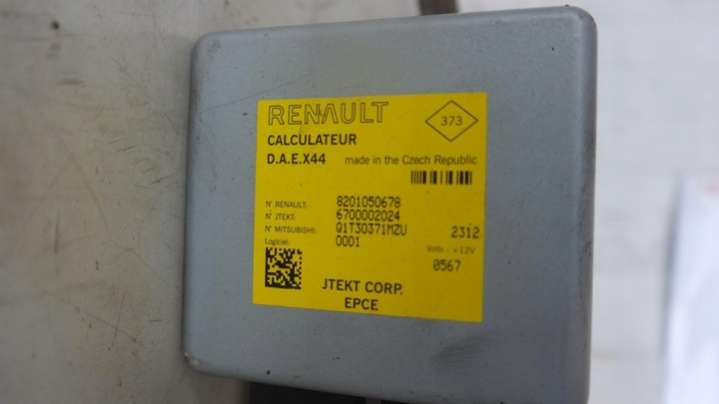 RENAULT
373
CALCULATEUR
D.A.E.X44 made in the Czech Republic
N° RENAULT: 8201050678
N° JTEKT: 6700002024
N° MITSUBISHI: Q1T30371MZU 2312
Logiciel: 0001 Volts - +12V
0567
JTEKT CORP.
EPCE